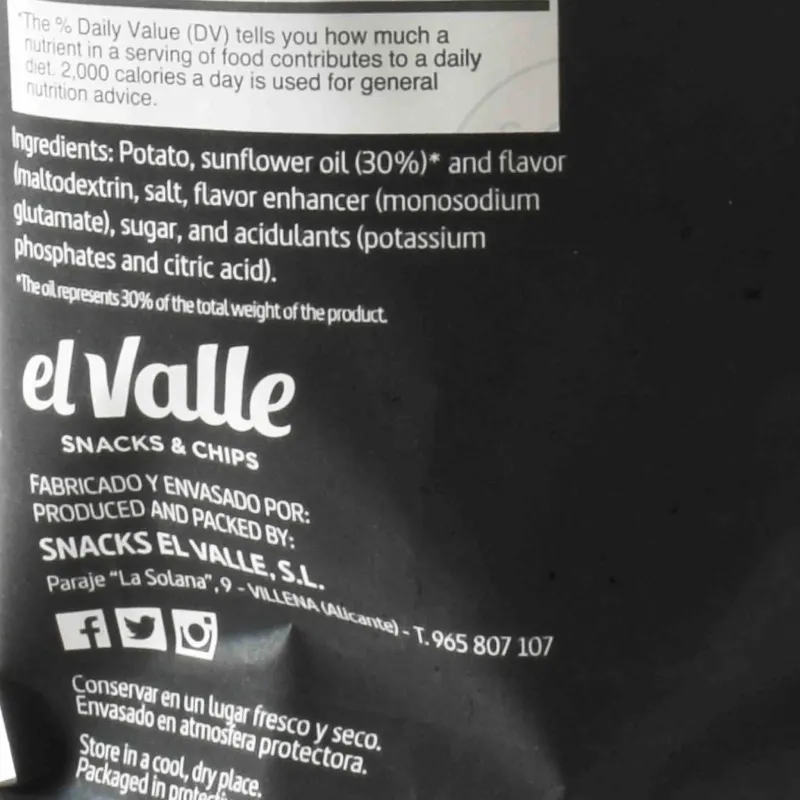 *The % Daily Value (DV) tells you how much a
nutrient in a serving of food contributes to a daily
diet. 2,000 calories a day is used for general
nutrition advice.
Ingredients: Potato, sunflower oil (30%)* and flavor
(maltodextrin, salt, flavor enhancer (monosodium
glutamate), sugar, and acidulants (potassium
phosphates and citric acid).
*The oil represents 30% of the total weight of the product.
el Valle
SNACKS & CHIPS
FABRICADO Y ENVASADO POR:
PRODUCED AND PACKED BY:
SNACKS EL VALLE, S.L.
Paraje "La Solana", 9 - VILLENA (Alicante) - T. 965 807 107
Conservar en un lugar fresco y seco.
Envasado en atmosfera protectora.
Store in a cool, dry place.
Packaged in